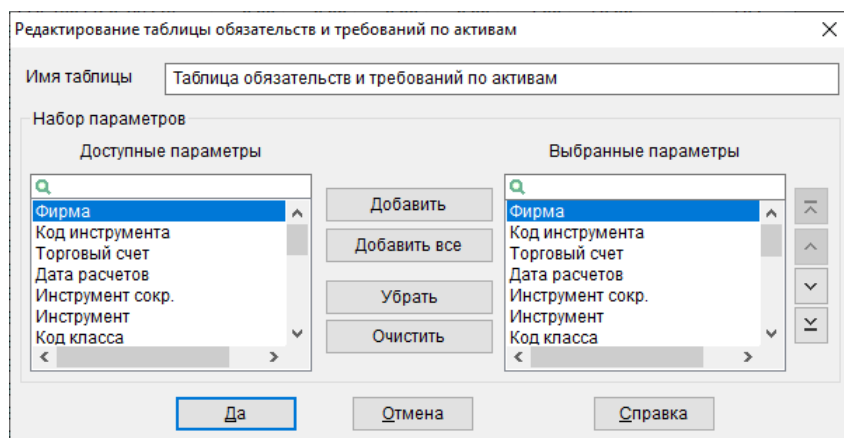 Редактирование таблицы обязательств и требований по активам
Имя таблицы
Таблица обязательств и требований по активам
Набор параметров
Доступные параметры
Выбранные параметры
Фирма
Код инструмента
Торговый счет
Дата расчетов
Инструмент сокр.
Инструмент
Код класса
Добавить
Добавить все
Убрать
Очистить
Фирма
Код инструмента
Торговый счет
Дата расчетов
Инструмент сокр.
Инструмент
Код класса
Да
Отмена
Справка